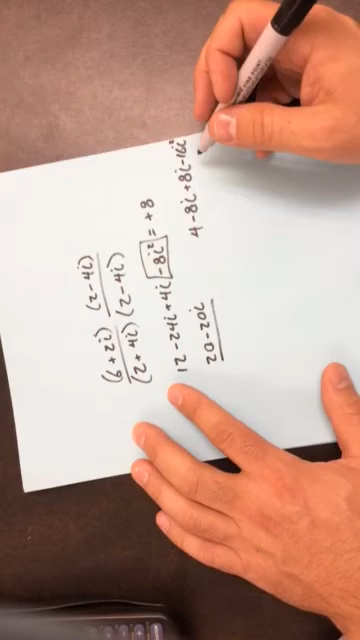 (6+2i) (2-4i)
(2+4i) (2-4i)
12-24i+4i-8i²=+8
20-20i
4-8i+8i-16i²